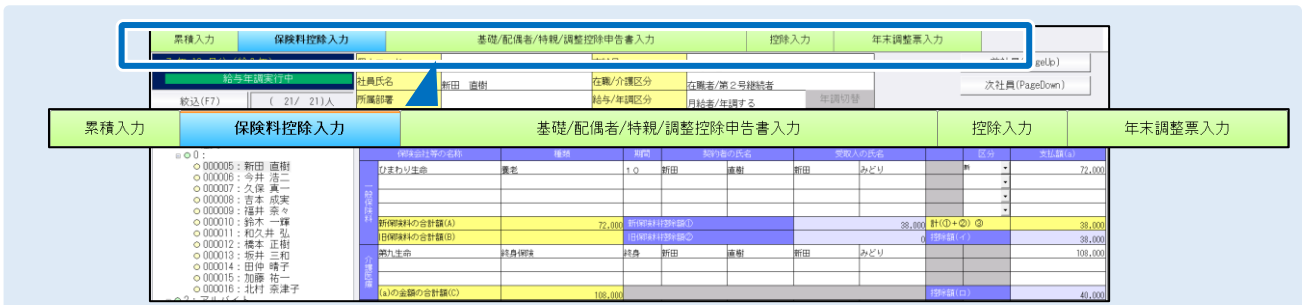 累積入力 保険料控除入力 基礎/配偶者/特親/調整控除申告書入力 控除入力 年末調整票入力
給与年調実行中 社員氏名 新田 直樹 在職/介護区分 在職者/第2号継続者 次社員(PageDown)
絞込(F7) ( 21/ 21)人 所属部署 給与/年調区分 月給者/年調する 年調切替
累積入力 保険料控除入力 基礎/配偶者/特親/調整控除申告書入力 控除入力 年末調整票入力
0:
000005:新田 直樹
000006:今井 浩二
000007:久保 真一
000008:吉本 成実
000009:福井 奈々
000010:鈴木 一輝
000011:和久井 弘
000012:橋本 正樹
000013:坂井 三和
000014:田仲 晴子
000015:加藤 祐一
000016:北村 奈津子
保険会社等の名称 種類 期間 契約者の氏名 受取人の氏名 区分 支払額(a)
一般保険料
ひまわり生命 養老 10 新田 直樹 新田 みどり 新 72,000
新保険料の合計額(A) 72,000 新保険料控除額① 38,000 計(①+②) ③ 38,000
旧保険料の合計額(B) 旧保険料控除額② 0 控除額(イ) 38,000
介護医療
第九生命 終身保険 終身 新田 直樹 新田 みどり 108,000
(a)の金額の合計額(C) 108,000 控除額(ロ) 40,000